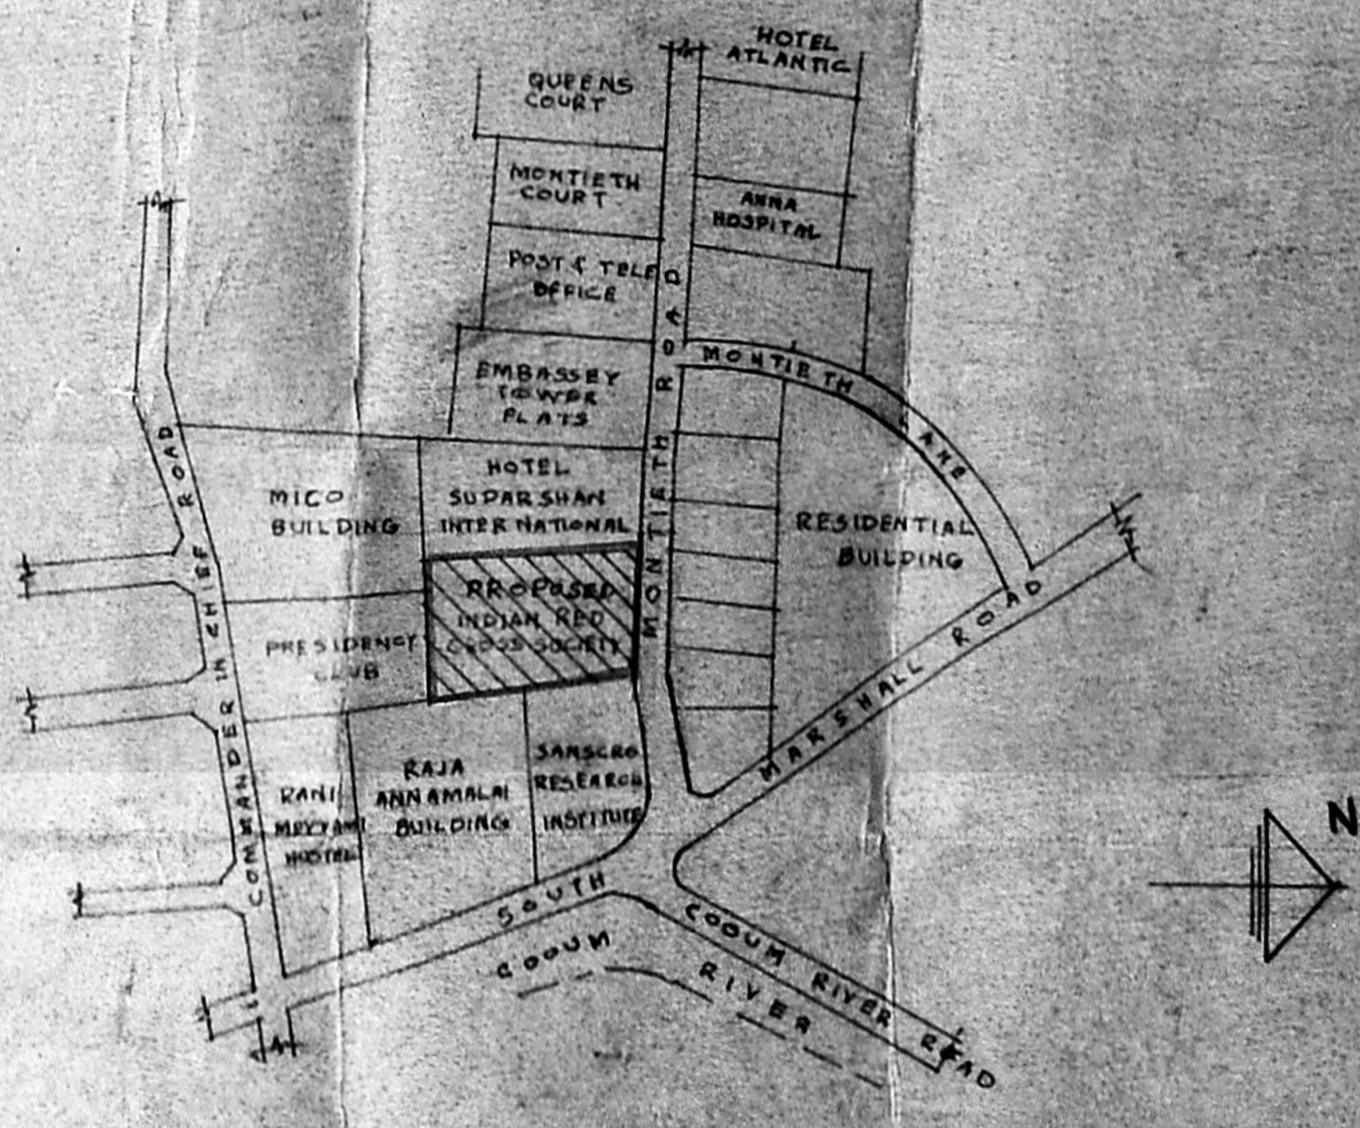 HOTEL
ATLANTIC
QUEENS
COURT
MONTIETH
COURT
ANNA
HOSPITAL
POST & TELE
OFFICE
EMBASSEY
TOWER
FLATS
MONTIETH ROAD
MONTIETH LANE
HOTEL
SUDARSHAN
INTERNATIONAL
MICO
BUILDING
RESIDENTIAL
BUILDING
PROPOSED
INDIAN RED
CROSS SOCIETY
PRESIDENCY
CLUB
COMMANDER IN CHIEF ROAD
MARSHALL ROAD
RANI
HOSTEL
RAJA
ANNAMALAI
BUILDING
RESEARCH
INSTITUTE
SOUTH COOUM RIVER ROAD
COOUM RIVER
N